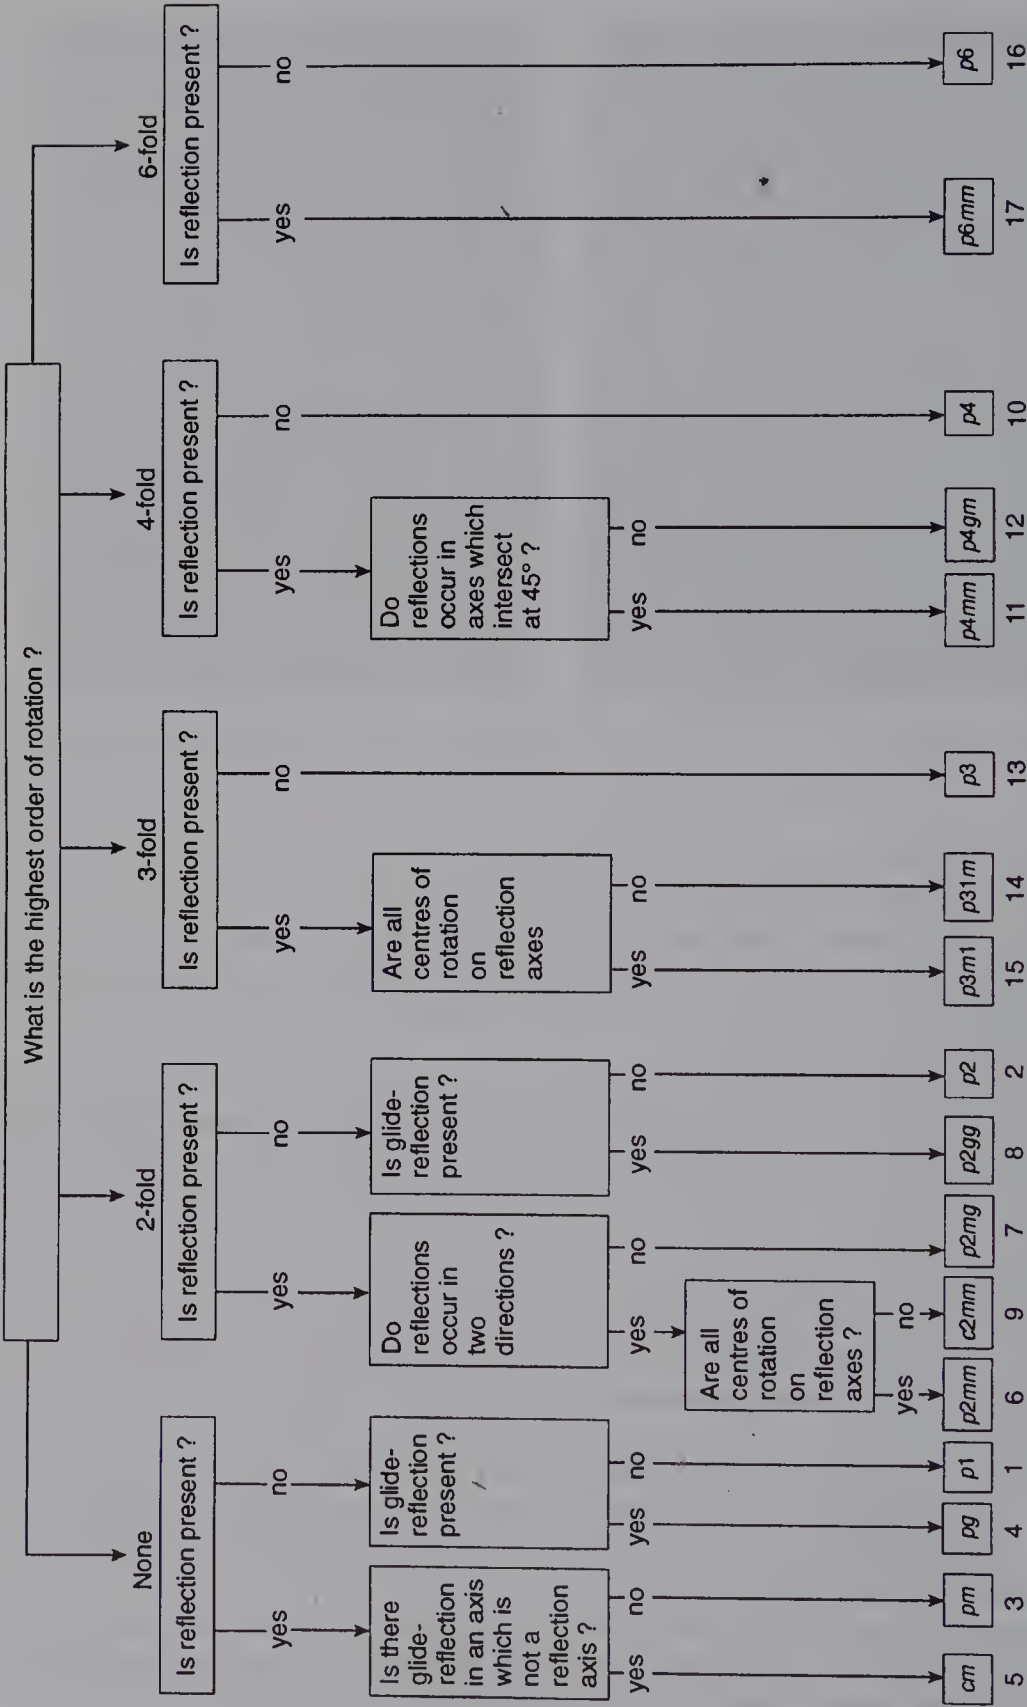 What is the highest order of rotation ?
None
2-fold
3-fold
4-fold
6-fold
Is reflection present ?
Is reflection present ?
Is reflection present ?
Is reflection present ?
Is reflection present ?
yes
no
yes
no
yes
no
yes
no
yes
no
Is there
glide-
reflection
in an axis
which is
not a
reflection
axis ?
Is glide-
reflection
present ?
Do
reflections
occur in
two
directions ?
Is glide-
reflection
present ?
Are all
centres of
rotation
on
reflection
axes
Do
reflections
occur in
axes which
intersect
at 45° ?
yes
no
yes
no
yes
no
yes
no
yes
no
yes
no
Are all
centres of
rotation
on
reflection
axes ?
yes
no
cm
pm
pg
p1
p2mm
c2mm
p2mg
p2gg
p2
p3m1
p31m
p3
p4mm
p4gm
p4
p6mm
p6
5
3
4
1
6
9
7
8
2
15
14
13
11
12
10
17
16